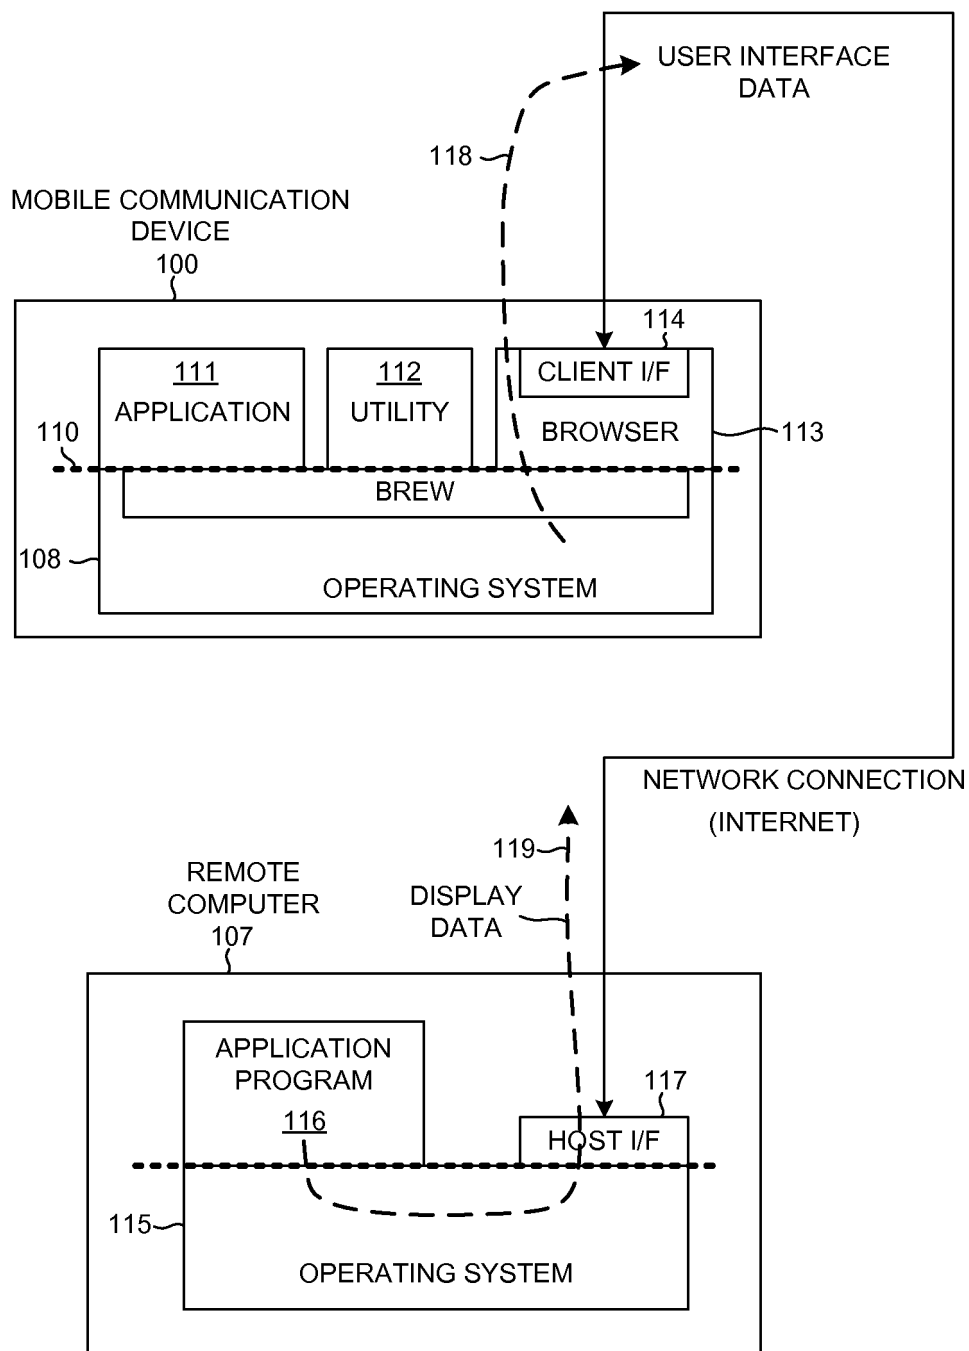 USER INTERFACE
DATA
118
MOBILE COMMUNICATION
DEVICE
100
114
111
112
CLIENT I/F
APPLICATION
UTILITY
BROWSER
113
110
BREW
108
OPERATING SYSTEM
NETWORK CONNECTION
(INTERNET)
119
REMOTE
COMPUTER
107
DISPLAY
DATA
APPLICATION
PROGRAM
116
117
HOST I/F
115
OPERATING SYSTEM